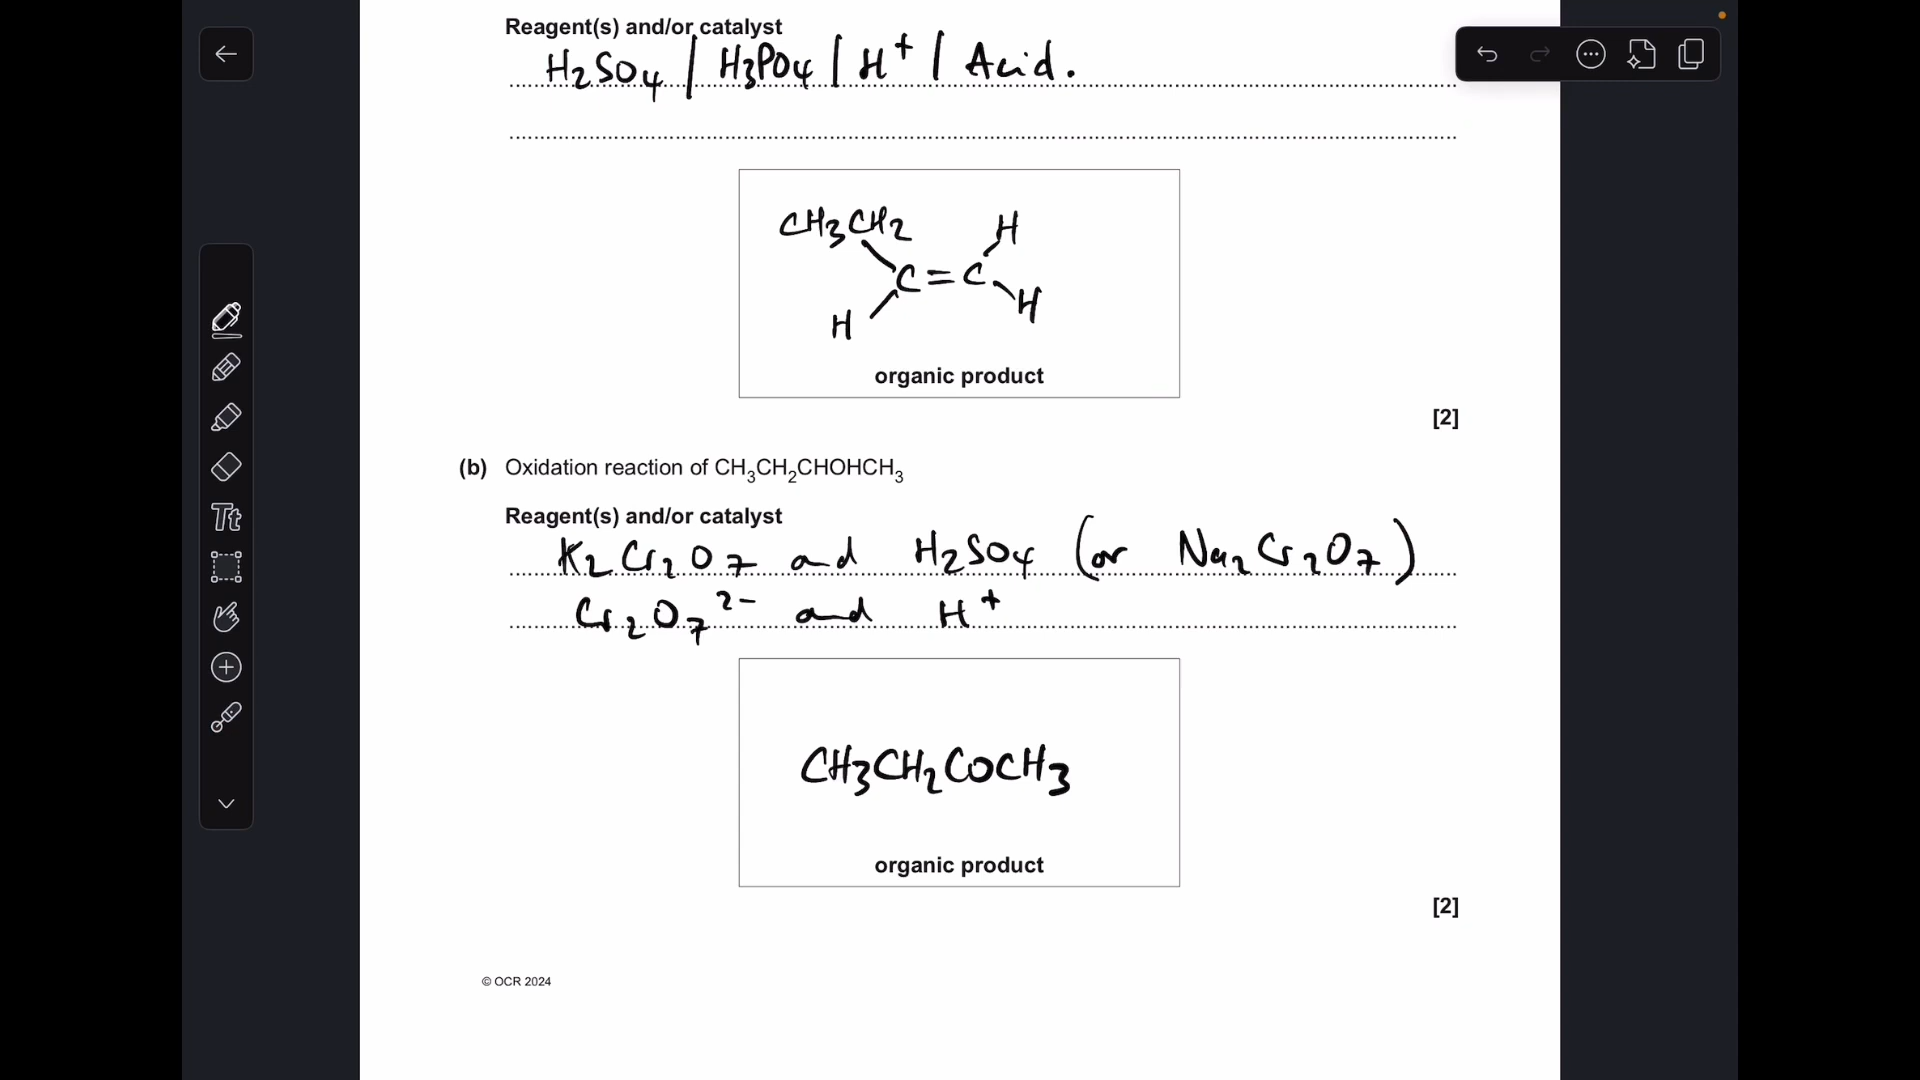 Reagent(s) and/or catalyst
H₂SO₄ / H₃PO₄ / H⁺ / Acid.
CH₃CH₂ H
C=C
H H
organic product
[2]
(b) Oxidation reaction of CH₃CH₂CHOHCH₃
Reagent(s) and/or catalyst
K₂Cr₂O₇ and H₂SO₄ (or Na₂Cr₂O₇)
Cr₂O₇²⁻ and H⁺
CH₃CH₂COCH₃
organic product
[2]
© OCR 2024
Tt